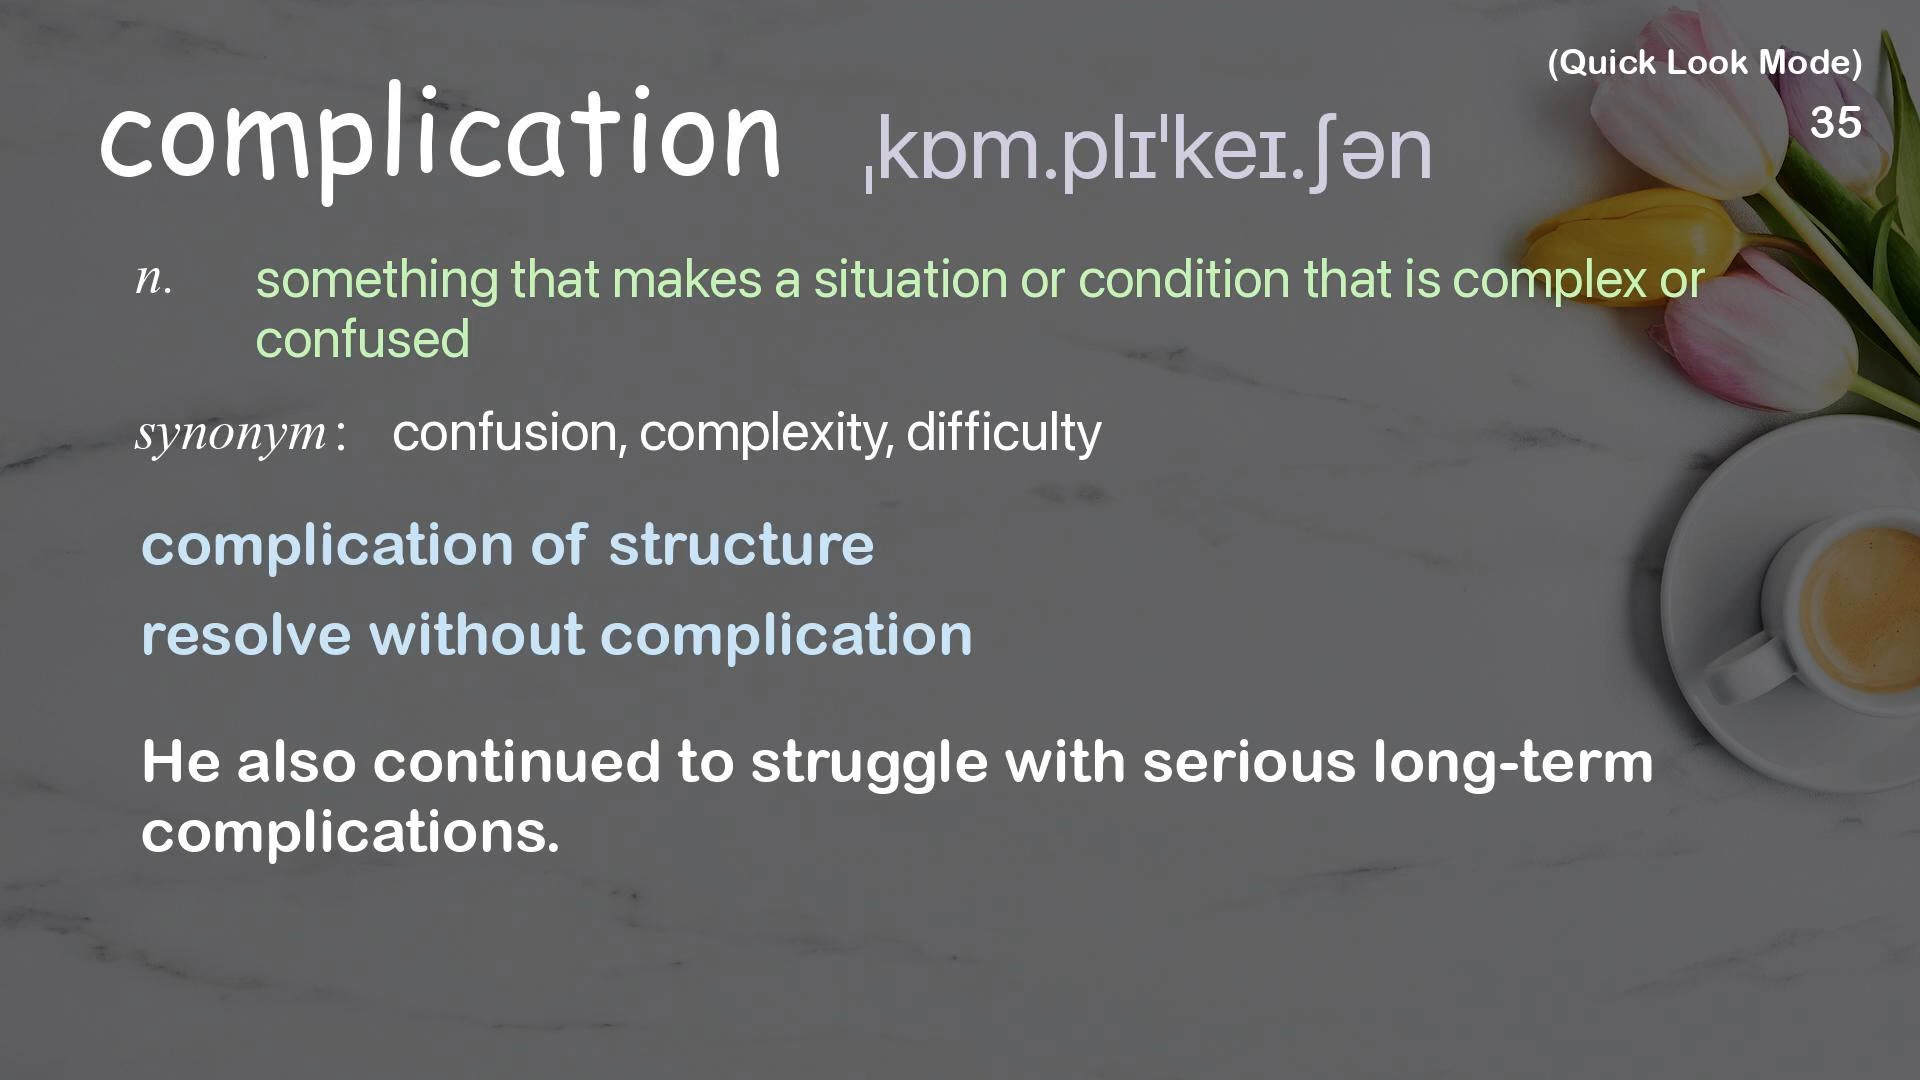 (Quick Look Mode)
35
complication ˌkɒm.plɪˈkeɪ.ʃən
n. something that makes a situation or condition that is complex or
confused
synonym: confusion, complexity, difficulty
complication of structure
resolve without complication
He also continued to struggle with serious long-term
complications.